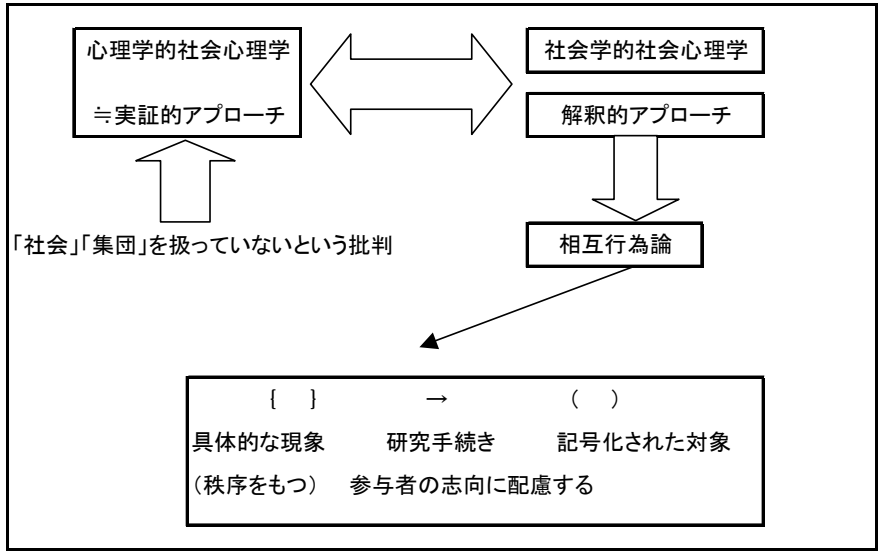 心理学的社会心理学
≒実証的アプローチ
社会学的社会心理学
解釈的アプローチ
「社会」「集団」を扱っていないという批判
相互行為論
{　}　→　(　)
具体的な現象　研究手続き　記号化された対象
(秩序をもつ)　参与者の志向に配慮する